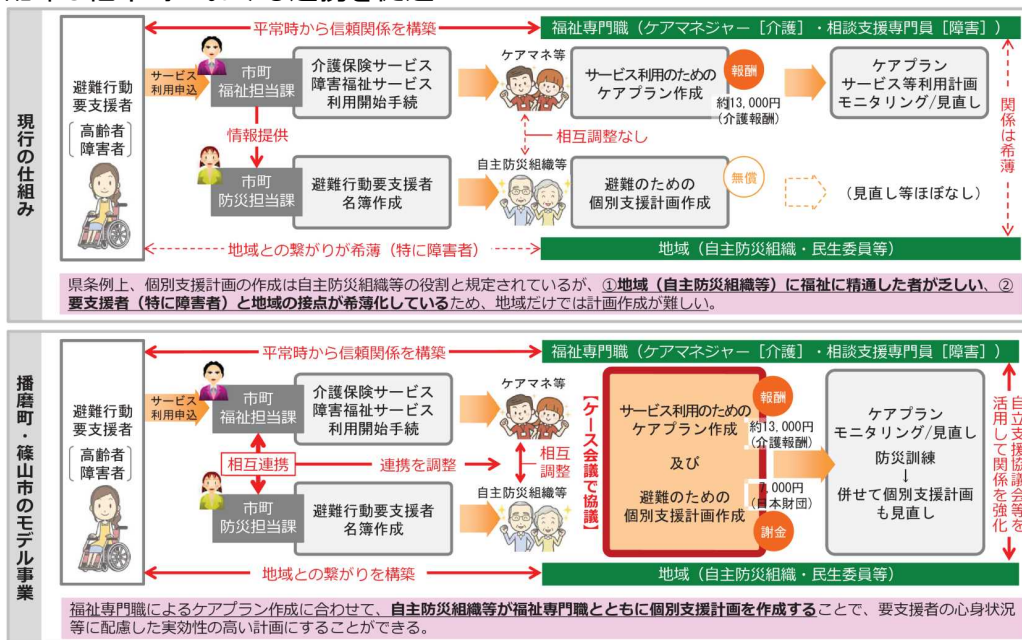 現行の仕組み
平常時から信頼関係を構築
福祉専門職（ケアマネジャー［介護］・相談支援専門員［障害］）
避難行動
要支援者
高齢者
障害者
サービス
利用申込
市町
福祉担当課
介護保険サービス
障害福祉サービス
利用開始手続
ケアマネ等
サービス利用のための
ケアプラン作成
報酬
約13,000円
（介護報酬）
ケアプラン
サービス等利用計画
モニタリング/見直し
情報提供
相互調整なし
関係は希薄
市町
防災担当課
避難行動要支援者
名簿作成
自主防災組織等
避難のための
個別支援計画作成
無償
（見直し等ほぼなし）
地域との繋がりが希薄（特に障害者）
地域（自主防災組織・民生委員等）
県条例上、個別支援計画の作成は自主防災組織等の役割と規定されているが、①地域（自主防災組織等）に福祉に精通した者が乏しい、②
要支援者（特に障害者）と地域の接点が希薄化しているため、地域だけでは計画作成が難しい。
播磨町・篠山市のモデル事業
平常時から信頼関係を構築
福祉専門職（ケアマネジャー［介護］・相談支援専門員［障害］）
避難行動
要支援者
高齢者
障害者
サービス
利用申込
市町
福祉担当課
介護保険サービス
障害福祉サービス
利用開始手続
ケアマネ等
【ケース会議で協議】
サービス利用のための
ケアプラン作成
及び
避難のための
個別支援計画作成
報酬
約13,000円
（介護報酬）
7,000円
（日本財団）
謝金
ケアプラン
モニタリング/見直し
防災訓練
↓
併せて個別支援計画
も見直し
自立支援協議会等を
活用して関係を強化
相互連携
連携を調整
相互
調整
市町
防災担当課
避難行動要支援者
名簿作成
自主防災組織等
地域との繋がりを構築
地域（自主防災組織・民生委員等）
福祉専門職によるケアプラン作成に合わせて、自主防災組織等が福祉専門職とともに個別支援計画を作成することで、要支援者の心身状況
等に配慮した実効性の高い計画にすることができる。